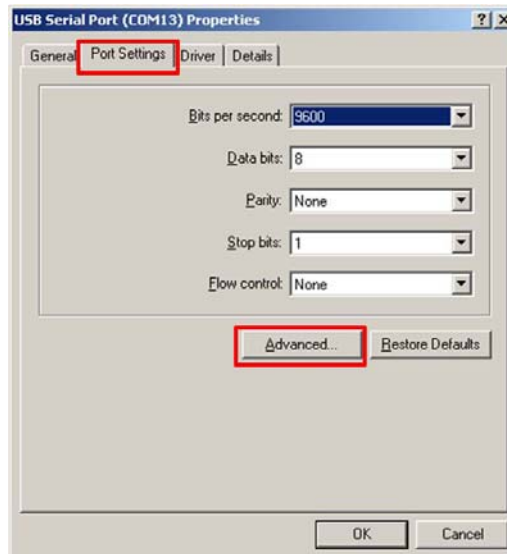 USB Serial Port (COM13) Properties
General Port Settings Driver Details
Bits per second: 9600
Data bits: 8
Parity: None
Stop bits: 1
Flow control: None
Advanced... Restore Defaults
OK Cancel